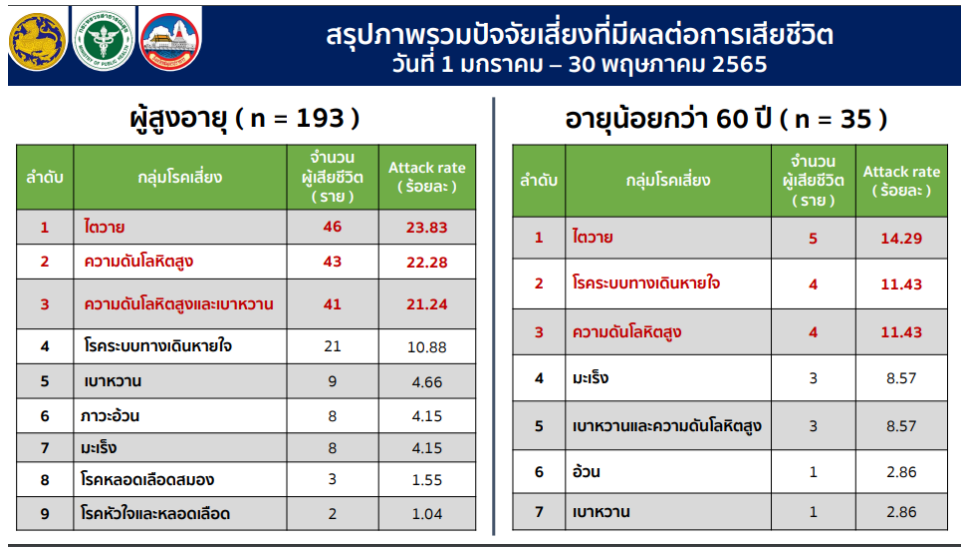 สรุปภาพรวมปัจจัยเสี่ยงที่มีผลต่อการเสียชีวิต
วันที่ 1 มกราคม – 30 พฤษภาคม 2565
ผู้สูงอายุ ( n = 193 )
ลำดับ กลุ่มโรคเสี่ยง จำนวน ผู้เสียชีวิต ( ราย ) Attack rate ( ร้อยละ )
1 ไตวาย 46 23.83
2 ความดันโลหิตสูง 43 22.28
3 ความดันโลหิตสูงและเบาหวาน 41 21.24
4 โรคระบบทางเดินหายใจ 21 10.88
5 เบาหวาน 9 4.66
6 ภาวะอ้วน 8 4.15
7 มะเร็ง 8 4.15
8 โรคหลอดเลือดสมอง 3 1.55
9 โรคหัวใจและหลอดเลือด 2 1.04
อายุน้อยกว่า 60 ปี ( n = 35 )
ลำดับ กลุ่มโรคเสี่ยง จำนวน ผู้เสียชีวิต ( ราย ) Attack rate ( ร้อยละ )
1 ไตวาย 5 14.29
2 โรคระบบทางเดินหายใจ 4 11.43
3 ความดันโลหิตสูง 4 11.43
4 มะเร็ง 3 8.57
5 เบาหวานและความดันโลหิตสูง 3 8.57
6 อ้วน 1 2.86
7 เบาหวาน 1 2.86